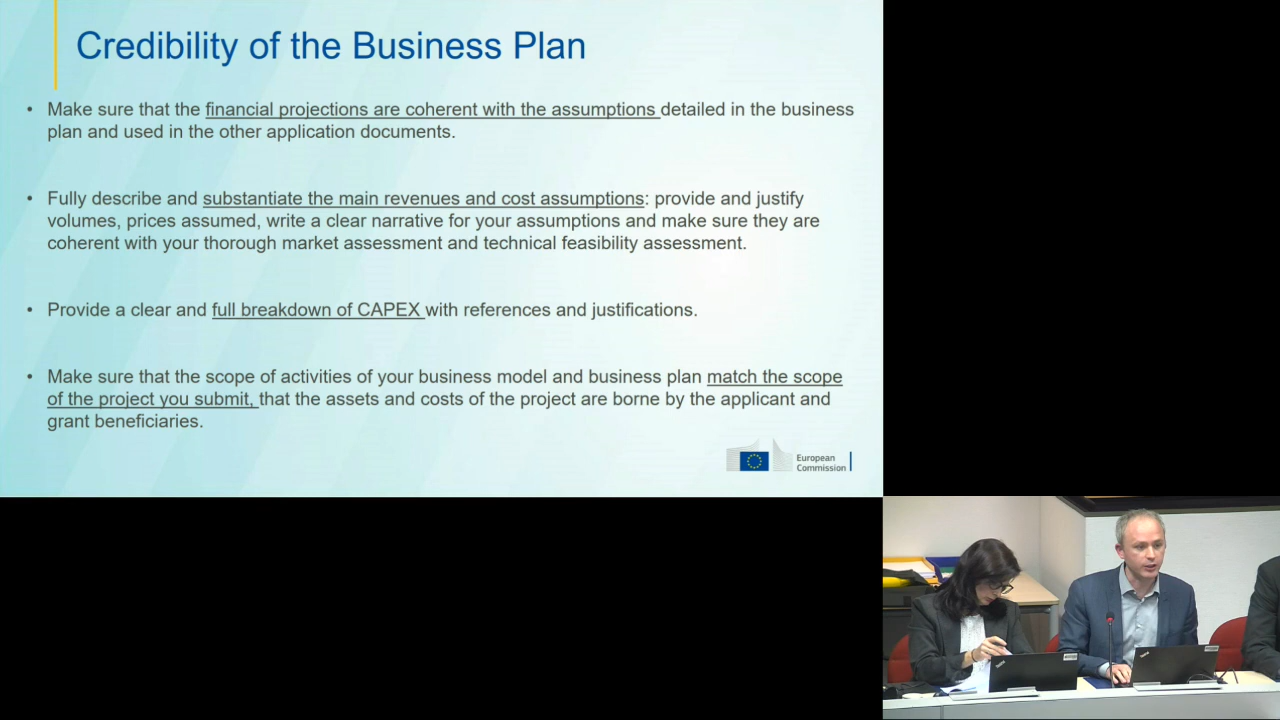 Credibility of the Business Plan
• Make sure that the financial projections are coherent with the assumptions detailed in the business
plan and used in the other application documents.
• Fully describe and substantiate the main revenues and cost assumptions: provide and justify
volumes, prices assumed, write a clear narrative for your assumptions and make sure they are
coherent with your thorough market assessment and technical feasibility assessment.
• Provide a clear and full breakdown of CAPEX with references and justifications.
• Make sure that the scope of activities of your business model and business plan match the scope
of the project you submit, that the assets and costs of the project are borne by the applicant and
grant beneficiaries.
European
Commission